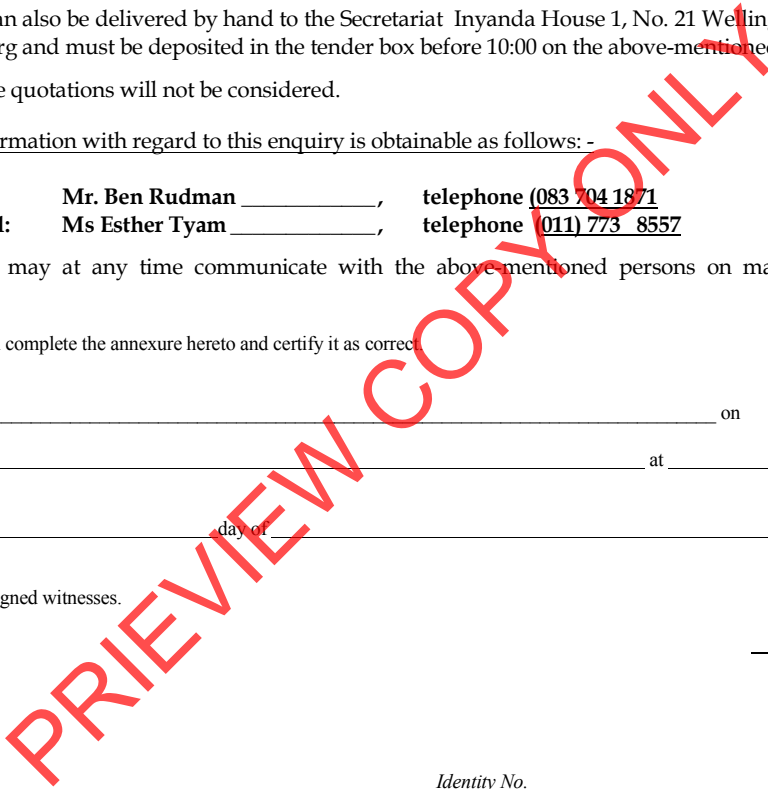 an also be delivered by hand to the Secretariat Inyanda House 1, No. 21 Welling
rg and must be deposited in the tender box before 10:00 on the above-mentioned
e quotations will not be considered.
rmation with regard to this enquiry is obtainable as follows: -
Mr. Ben Rudman ____________, telephone (083 704 1871
l: Ms Esther Tyam _____________, telephone (011) 773 8557
may at any time communicate with the above-mentioned persons on ma
complete the annexure hereto and certify it as correct.
on
at
day of
gned witnesses.
Identity No.
PRIEVIEW COPY ONLY